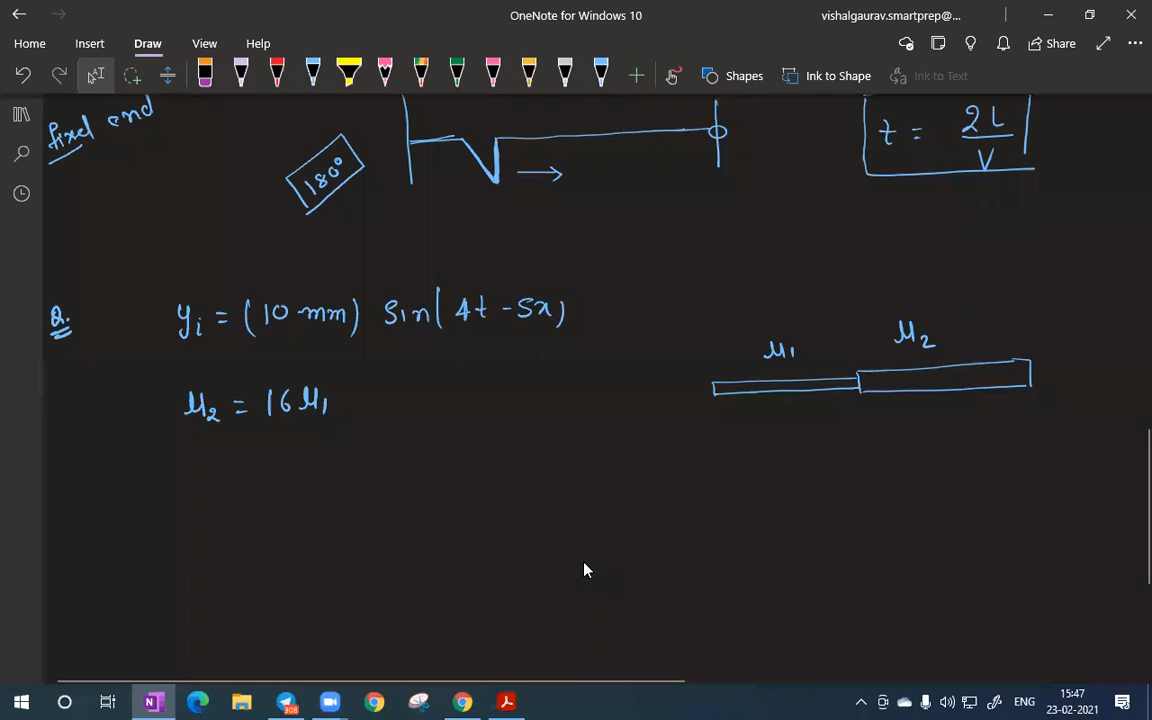 OneNote for Windows 10
vishalgaurav.smartprep@...
Home Insert Draw View Help
Share
Shapes
Ink to Shape
Ink to Text
fixed end
180°
t = 2L / V
Q. yi = (10 mm) sin(4t - 5x)
μ1 μ2
μ2 = 16μ1
ENG
15:47
23-02-2021